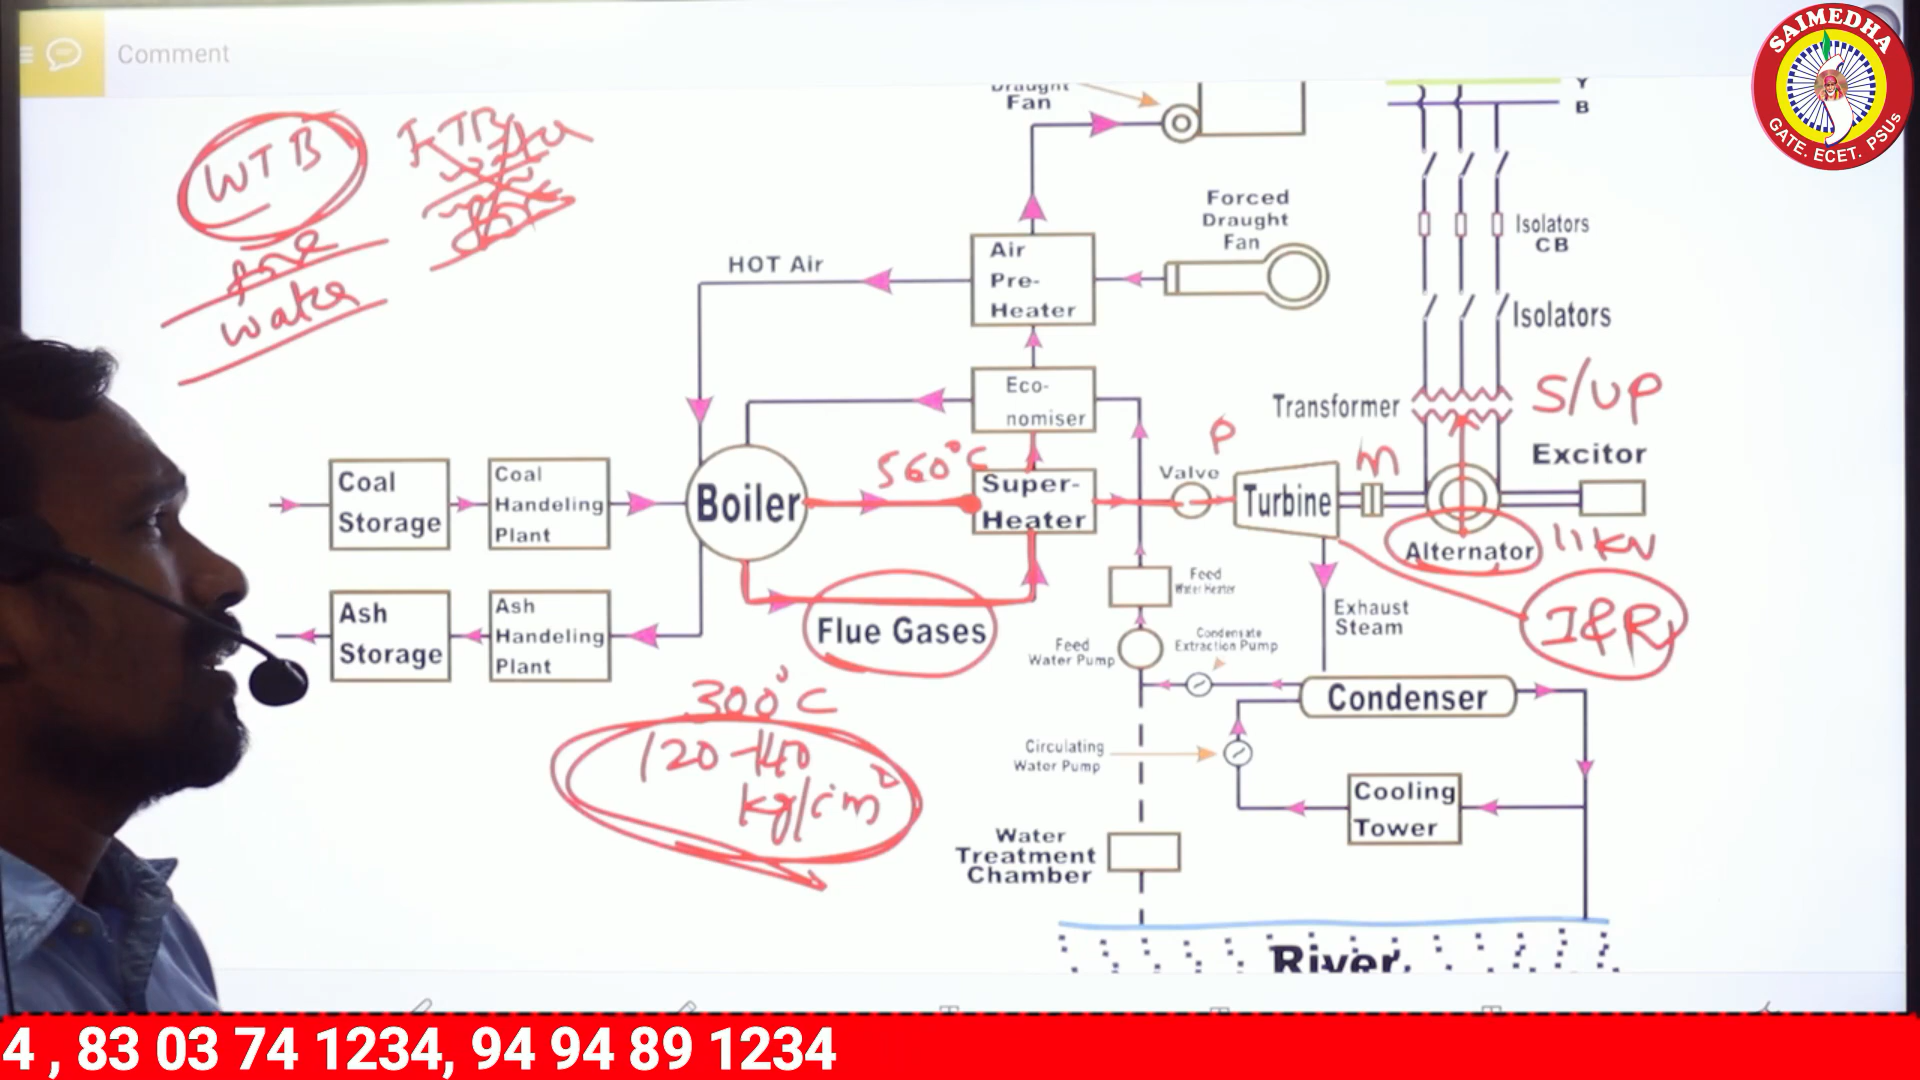 Comment
SAIMEDHA
GATE. ECET. PSUs
Draught
Fan
Y
B
WTB
water
Forced
Draught
Fan
Isolators
CB
HOT Air
Air
Pre-
Heater
Isolators
Eco-
nomiser
Transformer
S/UP
P
m
560°C
Valve
Excitor
Coal
Storage
Coal
Handeling
Plant
Boiler
Super-
Heater
Turbine
Alternator
11KV
Feed
Water Heater
Exhaust
Steam
I&R
Ash
Storage
Ash
Handeling
Plant
Flue Gases
Feed
Water Pump
Condensate
Extraction Pump
300°C
120-140
kg/cm²
Condenser
Circulating
Water Pump
Cooling
Tower
Water
Treatment
Chamber
River
4 , 83 03 74 1234, 94 94 89 1234